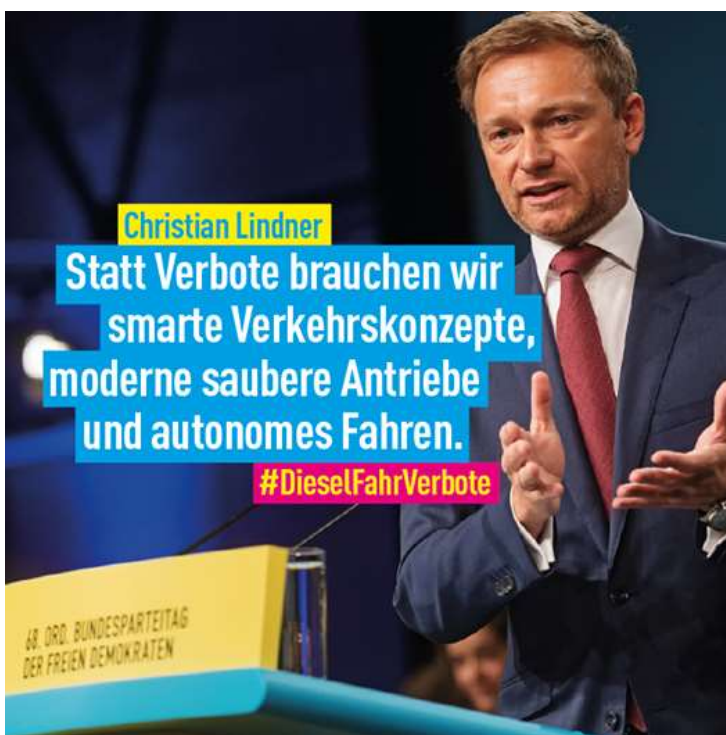 Christian Lindner
Statt Verbote brauchen wir
smarte Verkehrskonzepte,
moderne saubere Antriebe
und autonomes Fahren.
#DieselFahrVerbote
68. ORD. BUNDESPARTEITAG
DER FREIEN DEMOKRATEN